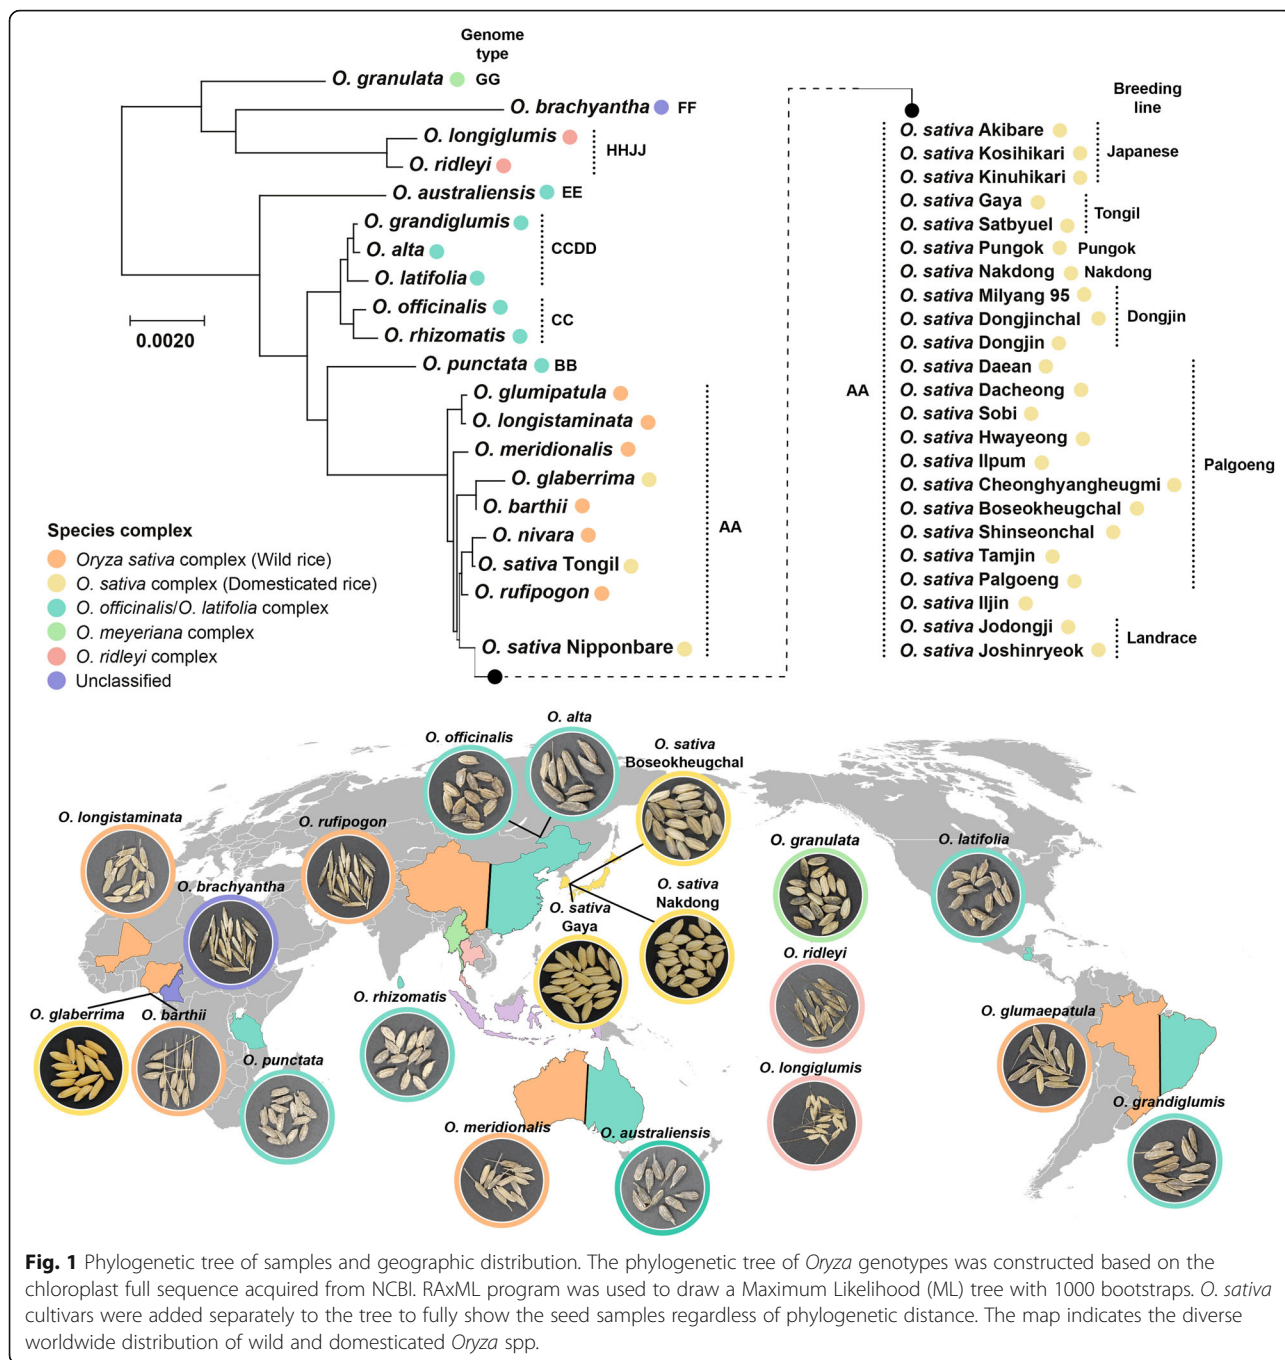 Genome
type
O. granulata GG
O. brachyantha FF
O. longiglumis
HHJJ
O. ridleyi
O. australiensis EE
O. grandiglumis
O. alta
CCDD
O. latifolia
O. officinalis
CC
O. rhizomatis
O. punctata BB
O. glumipatula
O. longistaminata
O. meridionalis
O. glaberrima
O. barthii
AA
O. nivara
O. sativa Tongil
O. rufipogon
O. sativa Nipponbare
0.0020
Species complex
Oryza sativa complex (Wild rice)
O. sativa complex (Domesticated rice)
O. officinalis/O. latifolia complex
O. meyeriana complex
O. ridleyi complex
Unclassified
Breeding
line
O. sativa Akibare
O. sativa Kosihikari
Japanese
O. sativa Kinuhikari
O. sativa Gaya
Tongil
O. sativa Satbyuel
O. sativa Pungok Pungok
O. sativa Nakdong Nakdong
O. sativa Milyang 95
O. sativa Dongjinchal
Dongjin
O. sativa Dongjin
O. sativa Daean
AA
O. sativa Dacheong
O. sativa Sobi
O. sativa Hwayeong
O. sativa Ilpum
Palgoeng
O. sativa Cheonghyangheugmi
O. sativa Boseokheugchal
O. sativa Shinseonchal
O. sativa Tamjin
O. sativa Palgoeng
O. sativa Iljin
O. sativa Jodongji
Landrace
O. sativa Joshinryeok
O. alta
O. officinalis
O. sativa
Boseokheugchal
O. longistaminata
O. rufipogon
O. granulata
O. latifolia
O. brachyantha
O. sativa
Nakdong
O. sativa
Gaya
O. ridleyi
O. rhizomatis
O. glaberrima
O. barthii
O. glumaepatula
O. punctata
O. longiglumis
O. grandiglumis
O. meridionalis
O. australiensis
Fig. 1 Phylogenetic tree of samples and geographic distribution. The phylogenetic tree of Oryza genotypes was constructed based on the
chloroplast full sequence acquired from NCBI. RAxML program was used to draw a Maximum Likelihood (ML) tree with 1000 bootstraps. O. sativa
cultivars were added separately to the tree to fully show the seed samples regardless of phylogenetic distance. The map indicates the diverse
worldwide distribution of wild and domesticated Oryza spp.